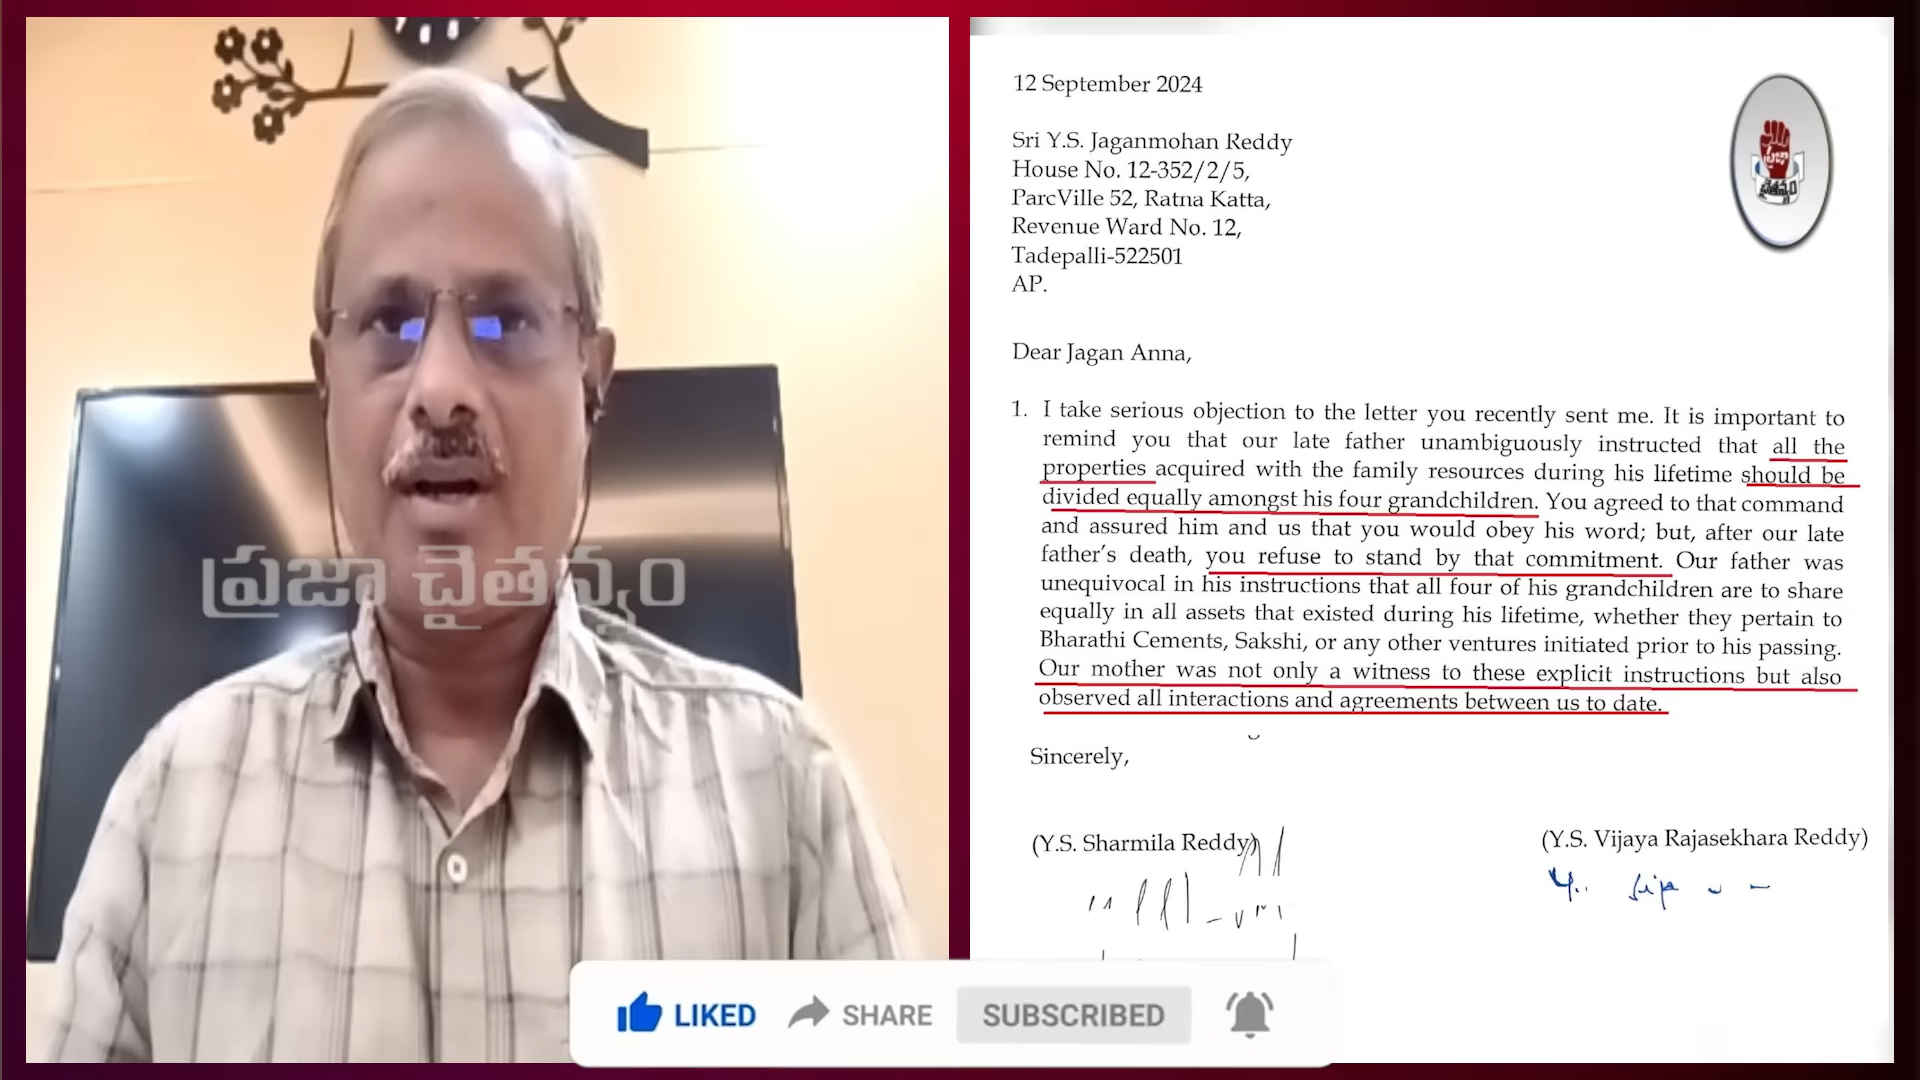 ప్రజా చైతన్యం
12 September 2024
ప్రజా
చైతన్యం
Sri Y.S. Jaganmohan Reddy
House No. 12-352/2/5,
ParcVille 52, Ratna Katta,
Revenue Ward No. 12,
Tadepalli-522501
AP.
Dear Jagan Anna,
1. I take serious objection to the letter you recently sent me. It is important to
remind you that our late father unambiguously instructed that all the
properties acquired with the family resources during his lifetime should be
divided equally amongst his four grandchildren. You agreed to that command
and assured him and us that you would obey his word; but, after our late
father's death, you refuse to stand by that commitment. Our father was
unequivocal in his instructions that all four of his grandchildren are to share
equally in all assets that existed during his lifetime, whether they pertain to
Bharathi Cements, Sakshi, or any other ventures initiated prior to his passing.
Our mother was not only a witness to these explicit instructions but also
observed all interactions and agreements between us to date.
Sincerely,
(Y.S. Sharmila Reddy)
(Y.S. Vijaya Rajasekhara Reddy)
LIKED SHARE SUBSCRIBED